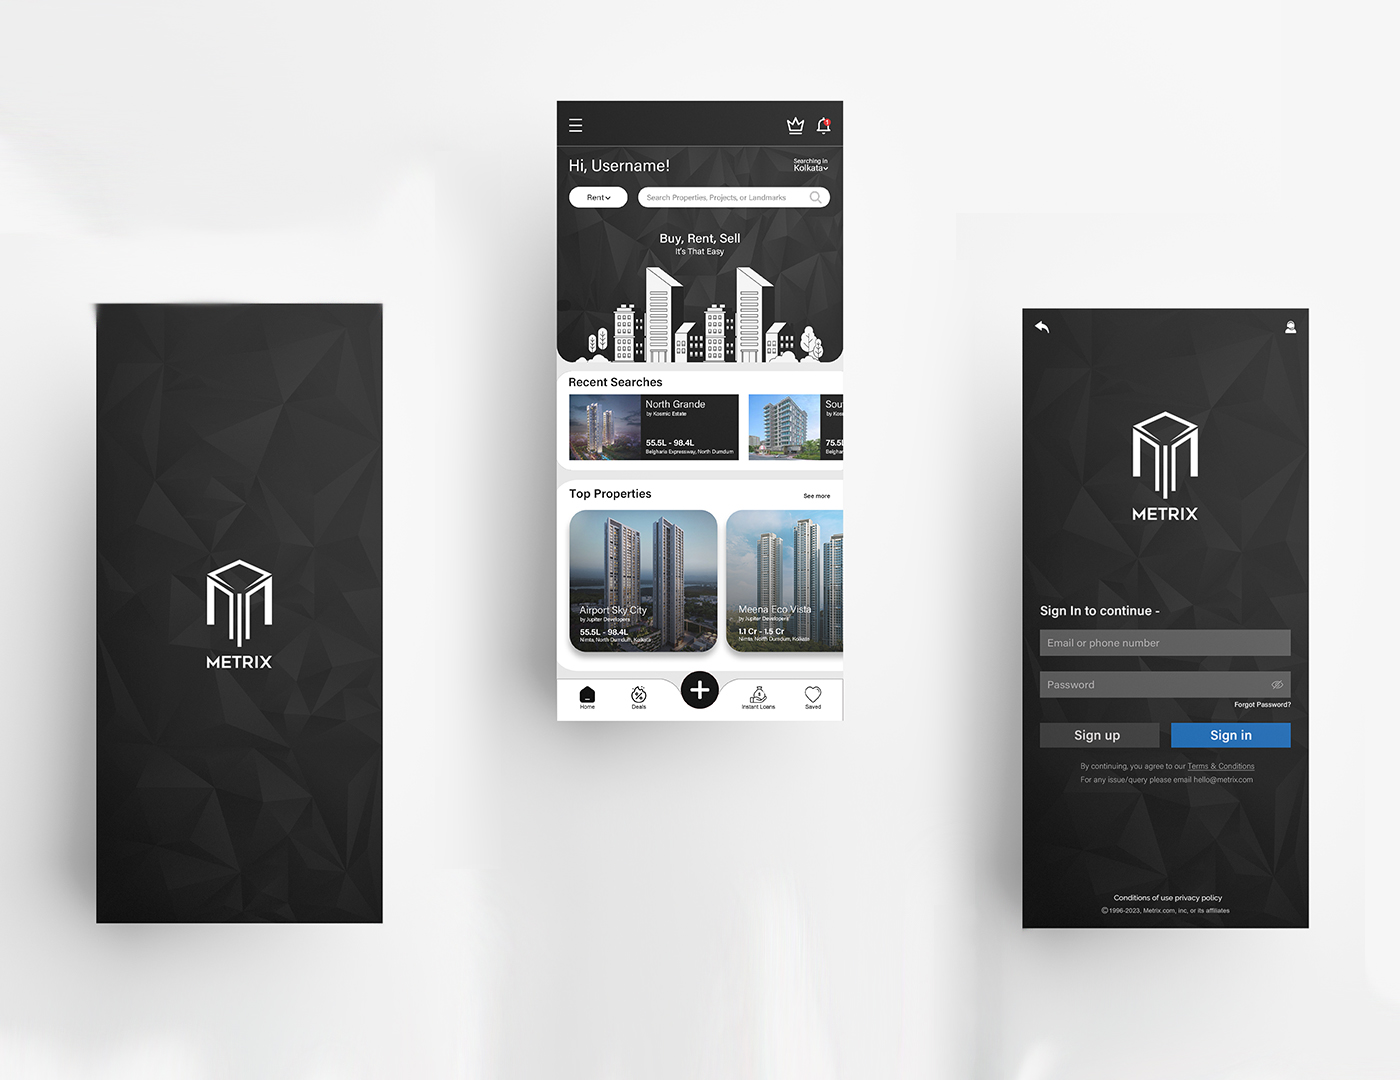 METRIX
1
Hi, Username!
Searching in
Kolkata
Rent
Search Properties, Projects, or Landmarks
Buy, Rent, Sell
It's That Easy
Recent Searches
North Grande
by Kosmic Estate
55.5L - 98.4L
Belgharia Expressway, North Dumdum
Sou
by Kos
75.5
Belghar
Top Properties
See more
Airport Sky City
by Jupiter Developers
55.5L - 98.4L
Nimta, North Dumdum, Kolkata
Meena Eco Vista
by Jupiter Developers
1.1 Cr - 1.5 Cr
Nimta, North Dumdum, Kolkata
Home
Deals
Instant Loans
Saved
METRIX
Sign In to continue -
Email or phone number
Password
Forgot Password?
Sign up
Sign in
By continuing, you agree to our Terms & Conditions
For any issue/query please email hello@metrix.com
Conditions of use privacy policy
©1996-2023, Metrix.com, inc, or its affiliates